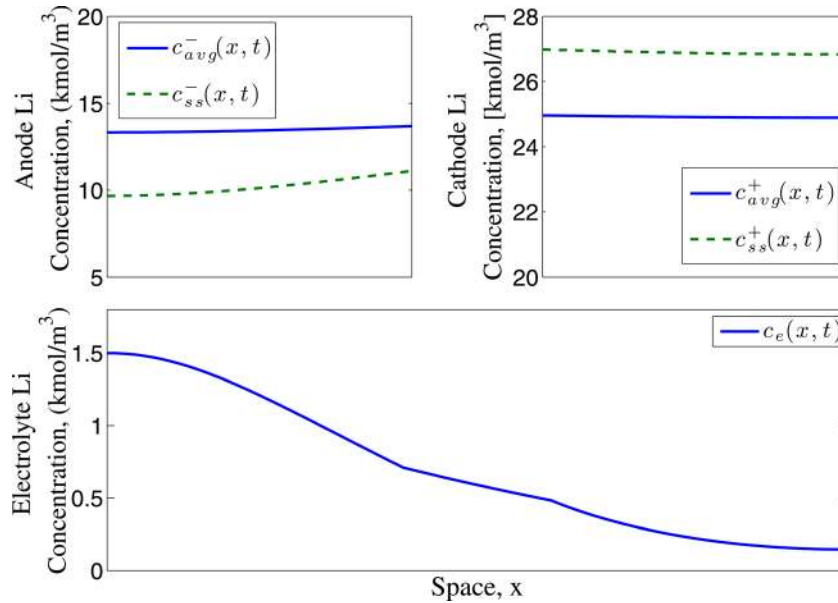 20
15
10
5
Anode Li
Concentration, (kmol/m³)
c⁻avg(x, t)
c⁻ss(x, t)
28
26
24
22
20
Cathode Li
Concentration, [kmol/m³]
c⁺avg(x, t)
c⁺ss(x, t)
1.5
1
0.5
0
Electrolyte Li
Concentration, (kmol/m³)
cₑ(x, t)
Space, x